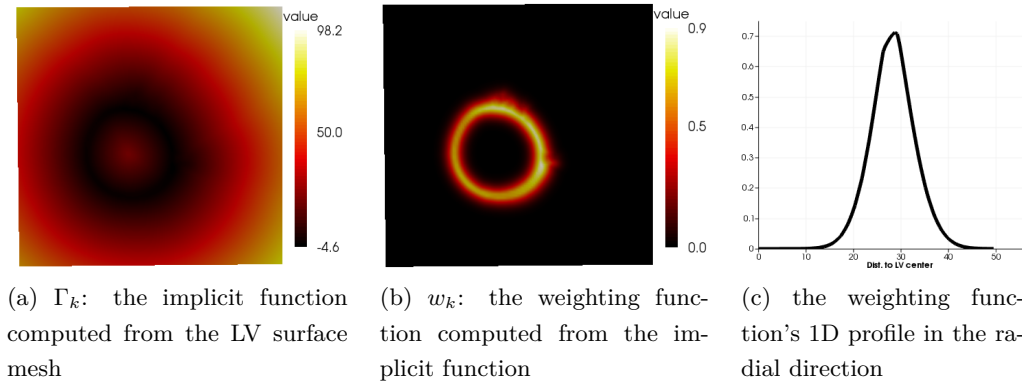 value
98.2
50.0
-4.6
value
0.9
0.5
0.0
0.7
0.6
0.5
0.4
0.3
0.2
0.1
0
0 10 20 30 40 50
Dist. to LV center
(a) Γₖ: the implicit function
computed from the LV surface
mesh
(b) wₖ: the weighting func-
tion computed from the im-
plicit function
(c) the weighting func-
tion's 1D profile in the ra-
dial direction